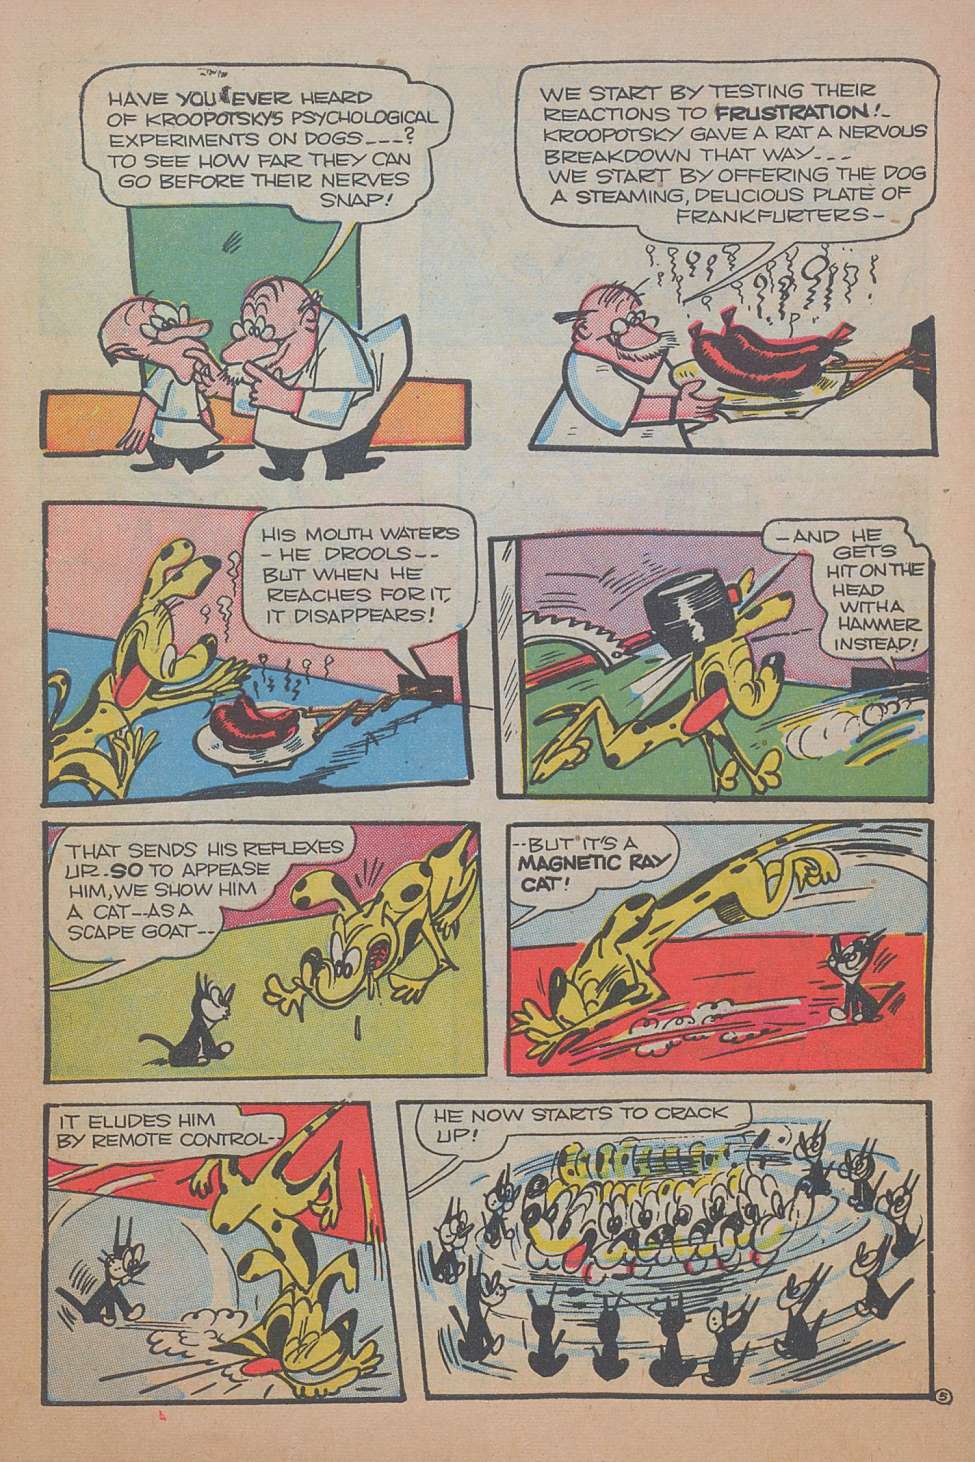 HAVE YOU EVER HEARD
OF KROOPOTSKY'S PSYCHOLOGICAL
EXPERIMENTS ON DOGS---?
TO SEE HOW FAR THEY CAN
GO BEFORE THEIR NERVES
SNAP!
WE START BY TESTING THEIR
REACTIONS TO FRUSTRATION!-
KROOPOTSKY GAVE A RAT A NERVOUS
BREAKDOWN THAT WAY---
WE START BY OFFERING THE DOG
A STEAMING, DELICIOUS PLATE OF
FRANKFURTERS-
HIS MOUTH WATERS
- HE DROOLS--
BUT WHEN HE
REACHES FOR IT,
IT DISAPPEARS!
-AND HE
GETS
HIT ON THE
HEAD
WITH A
HAMMER
INSTEAD!
THAT SENDS HIS REFLEXES
UP.-SO TO APPEASE
HIM, WE SHOW HIM
A CAT--AS A
SCAPE GOAT--
--BUT IT'S A
MAGNETIC RAY
CAT!
IT ELUDES HIM
BY REMOTE CONTROL--
HE NOW STARTS TO CRACK
UP!
5